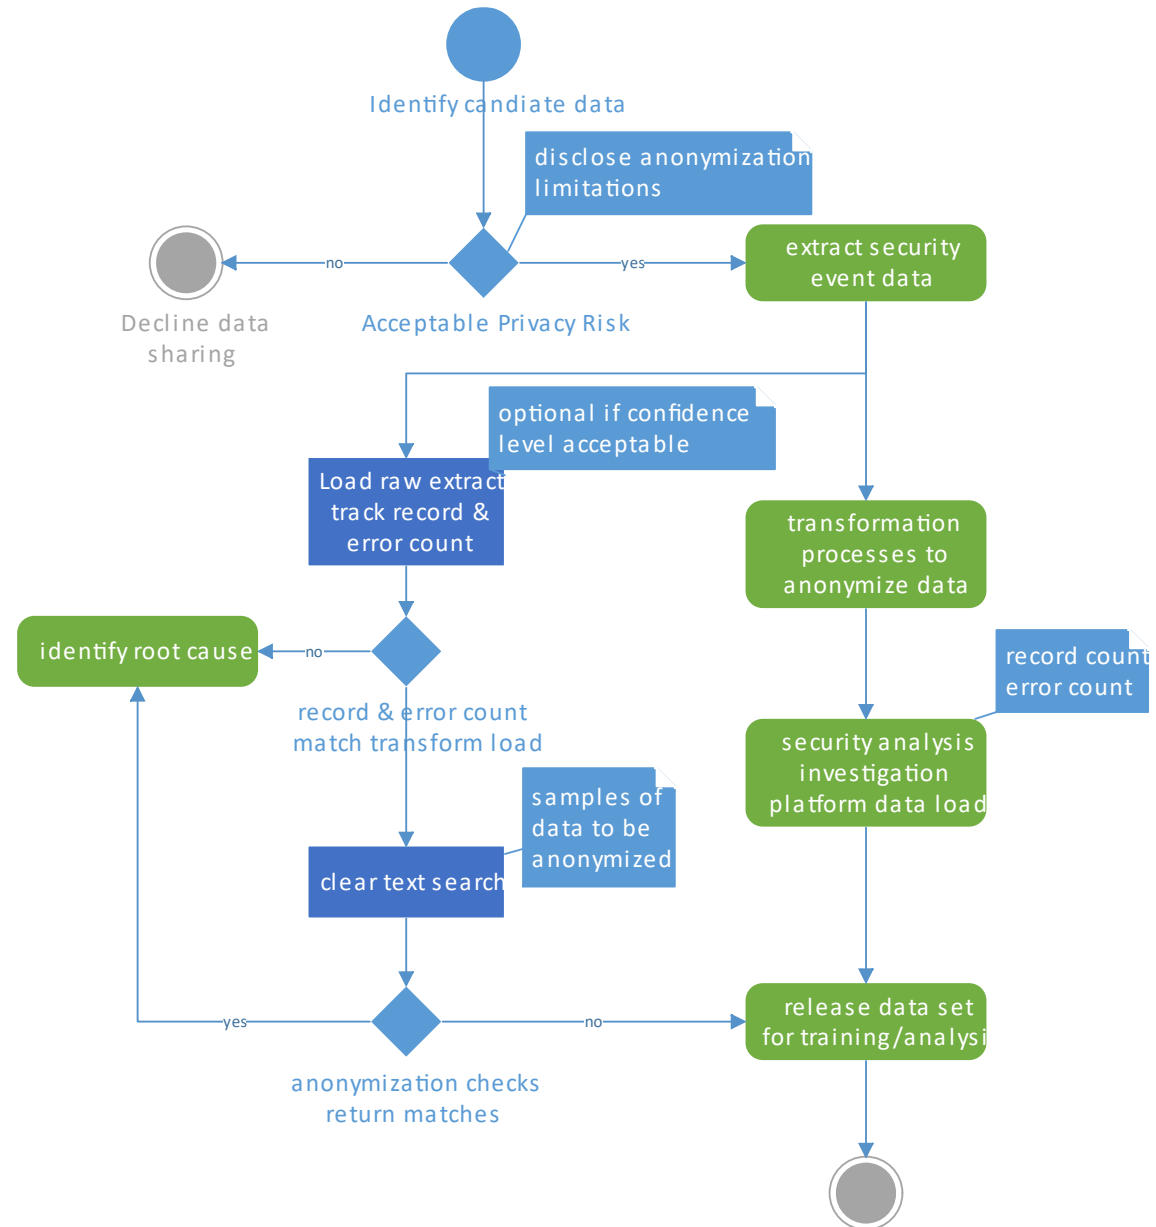 Identify candiate data
disclose anonymization
limitations
no
yes
extract security
event data
Decline data
sharing
Acceptable Privacy Risk
optional if confidence
level acceptable
Load raw extract
track record &
error count
transformation
processes to
anonymize data
identify root cause
no
record count
error count
record & error count
match transform load
security analysis
investigation
platform data load
samples of
data to be
anonymized
clear text search
release data set
for training/analysi
yes
no
anonymization checks
return matches